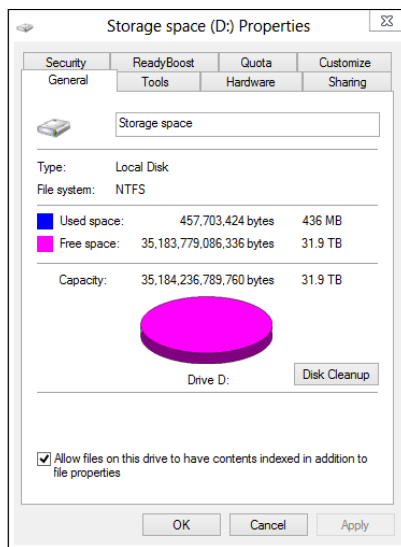 Storage space (D:) Properties
Security ReadyBoost Quota Customize
General Tools Hardware Sharing
Storage space
Type: Local Disk
File system: NTFS
Used space: 457,703,424 bytes 436 MB
Free space: 35,183,779,086,336 bytes 31.9 TB
Capacity: 35,184,236,789,760 bytes 31.9 TB
Drive D:
Disk Cleanup
Allow files on this drive to have contents indexed in addition to
file properties
OK Cancel Apply